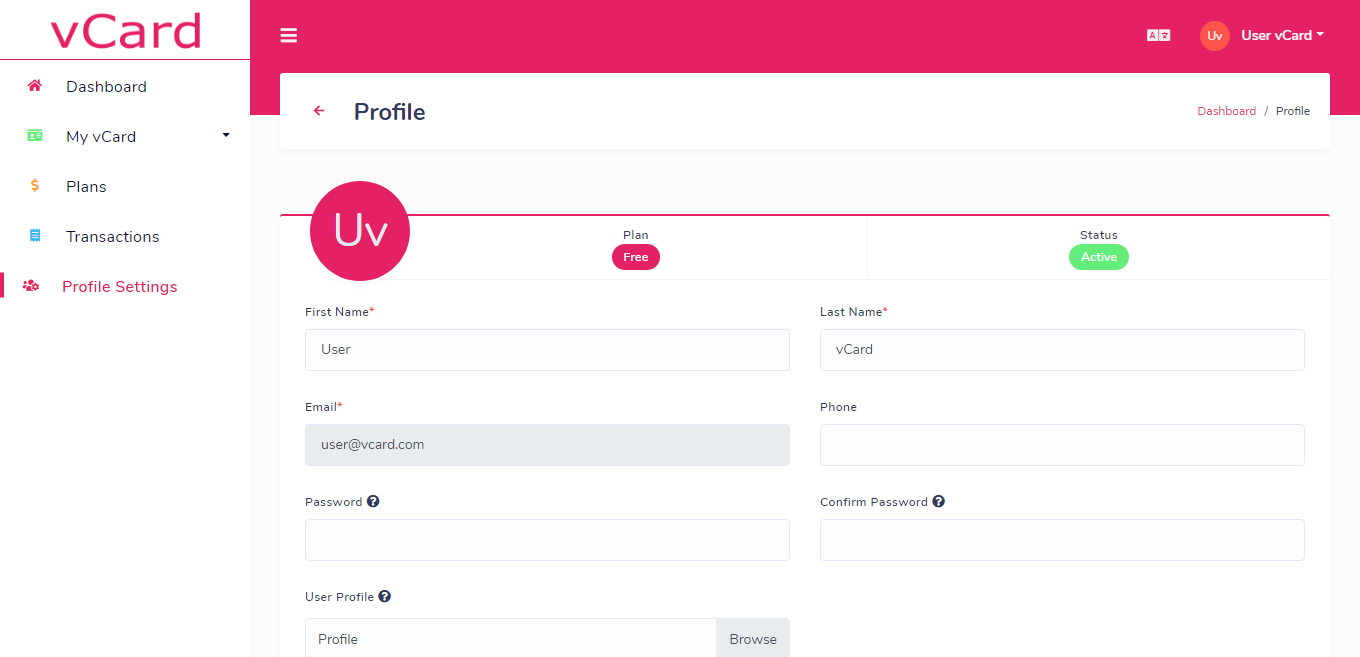 vCard
Dashboard
My vCard
Plans
Transactions
Profile Settings
A
Uv User vCard
Profile
Dashboard / Profile
Uv
Plan
Free
Status
Active
First Name* Last Name*
User vCard
Email* Phone
user@vcard.com
Password ? Confirm Password ?
User Profile ?
Profile Browse